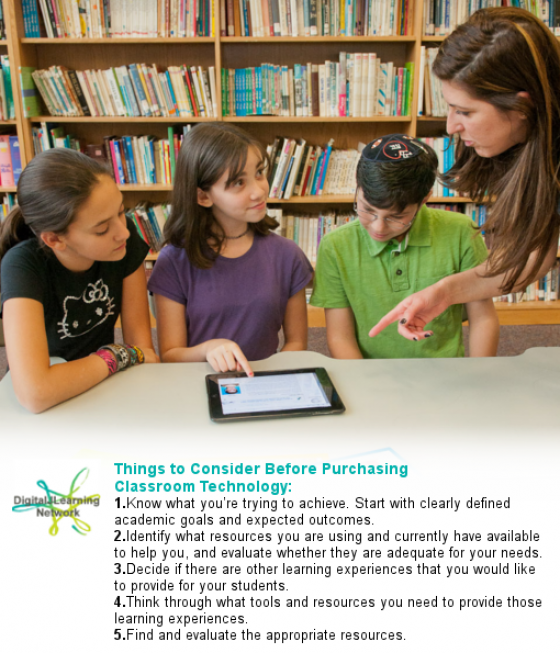 Things to Consider Before Purchasing
Classroom Technology:
Digital Learning
Network
1.Know what you're trying to achieve. Start with clearly defined
academic goals and expected outcomes.
2.Identify what resources you are using and currently have available
to help you, and evaluate whether they are adequate for your needs.
3.Decide if there are other learning experiences that you would like
to provide for your students.
4.Think through what tools and resources you need to provide those
learning experiences.
5.Find and evaluate the appropriate resources.